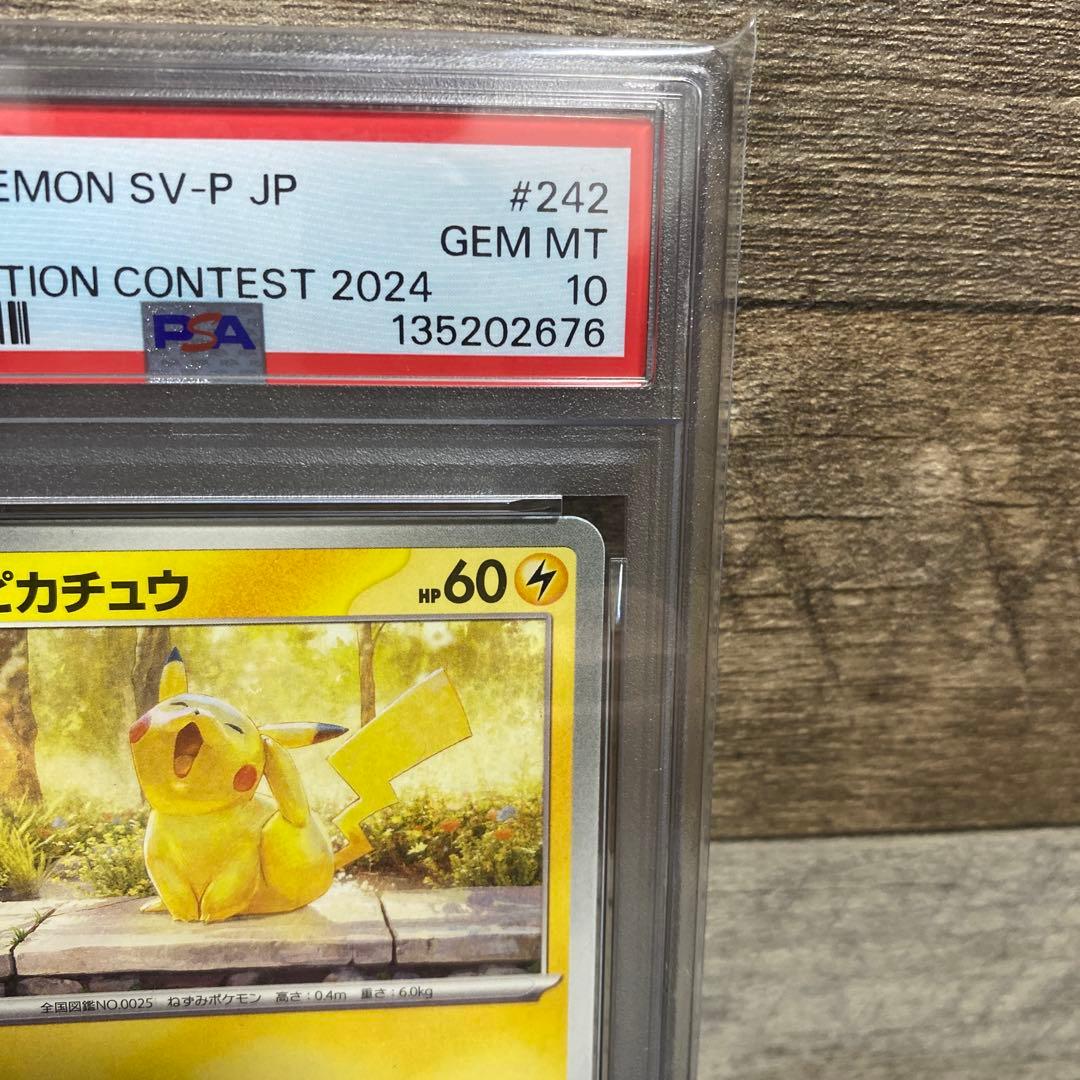 EMON SV-P JP #242
GEM MT
TION CONTEST 2024 10
PSA 135202676
ピカチュウ HP60
全国図鑑NO.0025 ねずみポケモン 高さ:0.4m 重さ:6.0kg